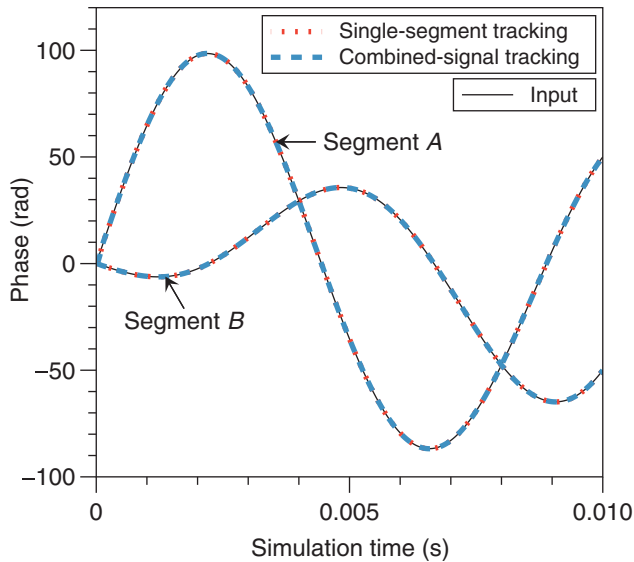 Single-segment tracking
Combined-signal tracking
Input
100
50
0
−50
−100
Phase (rad)
Segment A
Segment B
0
0.005
0.010
Simulation time (s)